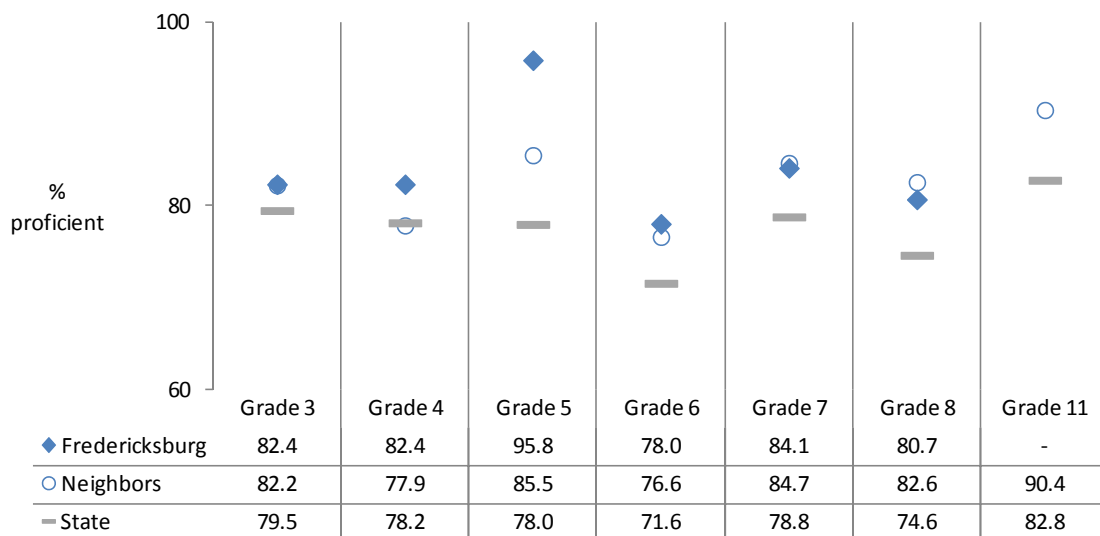 100
80
60
%
proficient
Grade 3 Grade 4 Grade 5 Grade 6 Grade 7 Grade 8 Grade 11
Fredericksburg 82.4 82.4 95.8 78.0 84.1 80.7 -
Neighbors 82.2 77.9 85.5 76.6 84.7 82.6 90.4
State 79.5 78.2 78.0 71.6 78.8 74.6 82.8